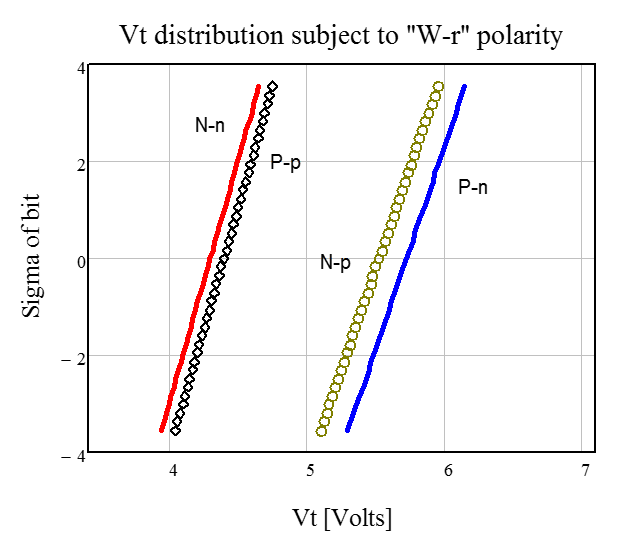 Vt distribution subject to "W-r" polarity
4
N-n
P-p
2
P-n
Sigma of bit
0
N-p
– 2
– 4
4 5 6 7
Vt [Volts]